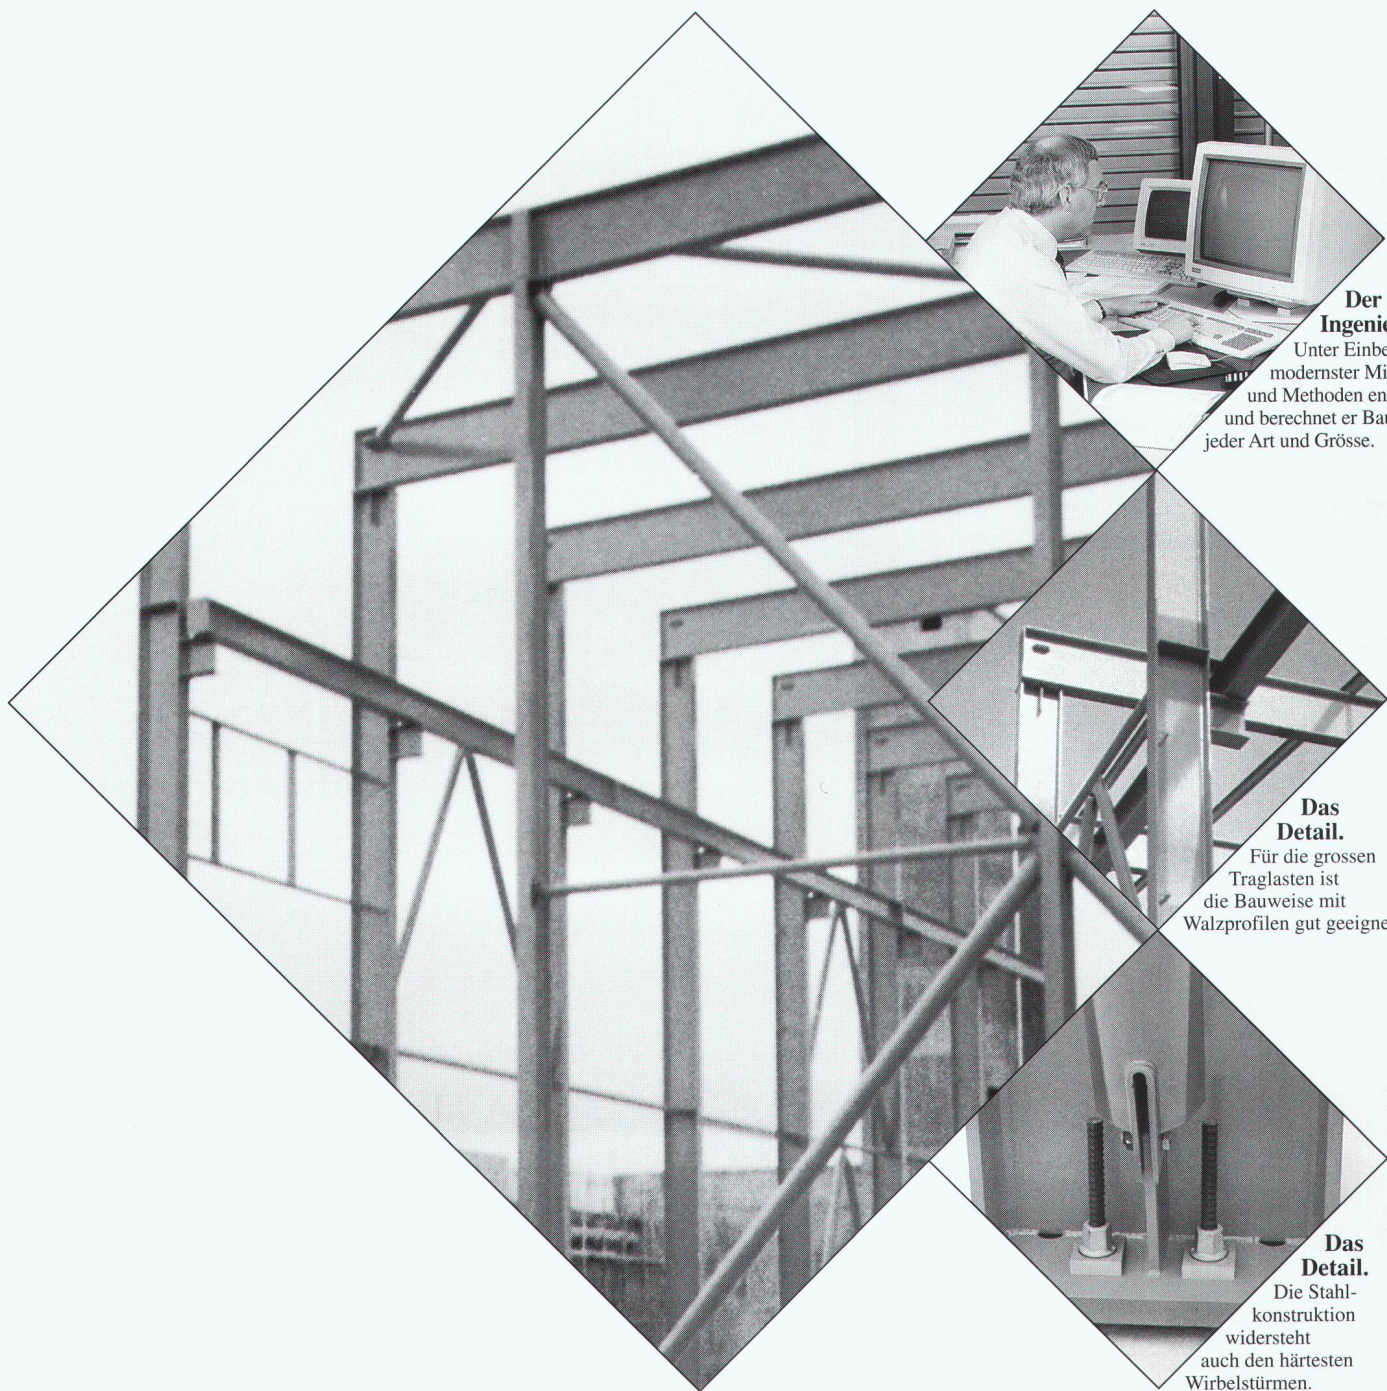 Der
Ingenie
Unter Einbe
modernster Mi
und Methoden en
und berechnet er Bau
jeder Art und Grösse.
Das
Detail.
Für die grossen
Traglasten ist
die Bauweise mit
Walzprofilen gut geeigne
Das
Detail.
Die Stahl-
konstruktion
widersteht
auch den härtesten
Wirbelstürmen.